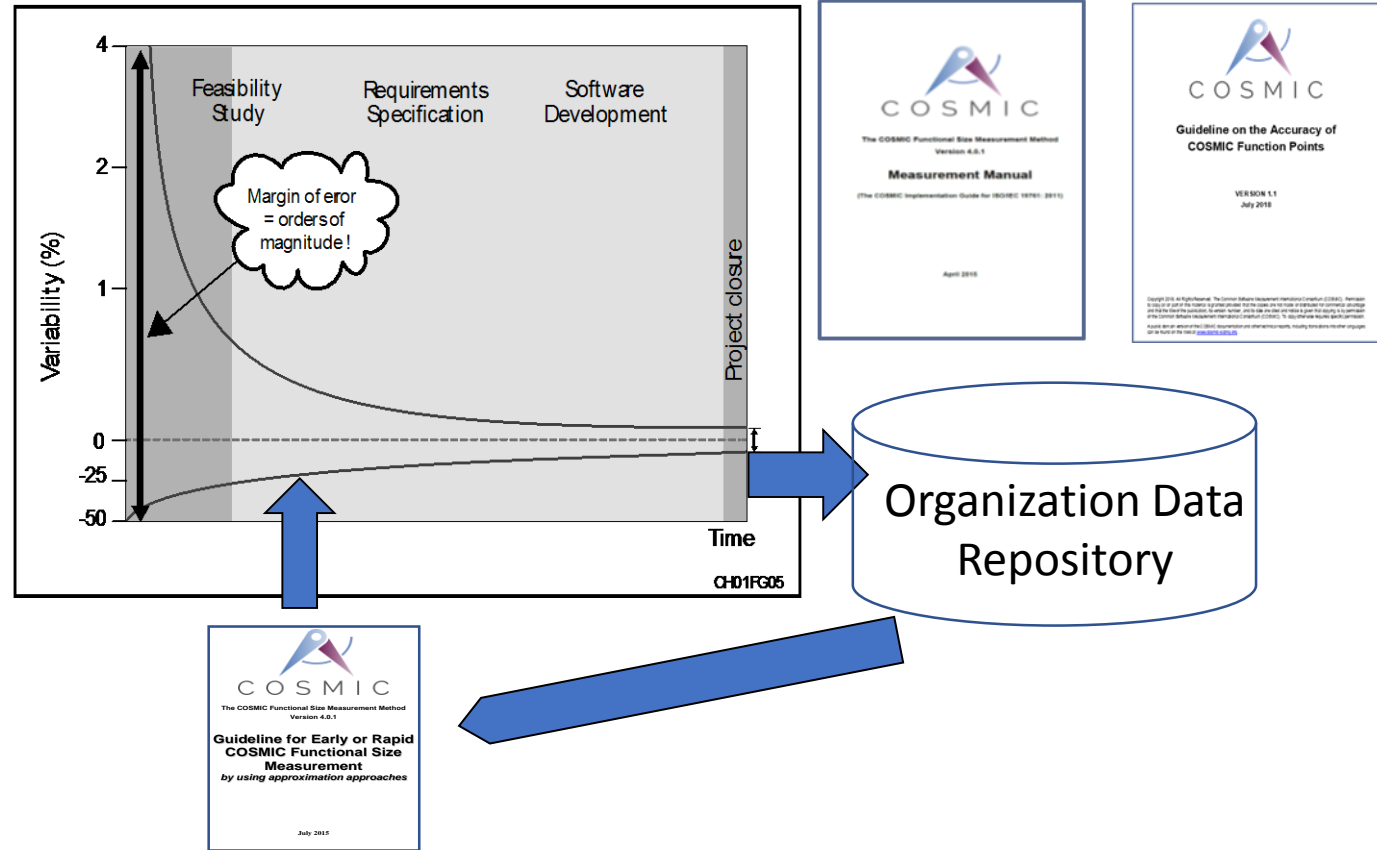 4
2
1
0
-25
-50
Variability (%)
Feasibility
Study
Requirements
Specification
Software
Development
Margin of eror
= orders of
magnitude !
Project closure
Time
CH01FG05
COSMIC
The COSMIC Functional Size Measurement Method
Version 4.0.1
Measurement Manual
(The COSMIC Implementation Guide for ISO/IEC 19761: 2011)
April 2015
COSMIC
Guideline on the Accuracy of
COSMIC Function Points
VERSION 1.1
July 2018
Organization Data
Repository
COSMIC
The COSMIC Functional Size Measurement Method
Version 4.0.1
Guideline for Early or Rapid
COSMIC Functional Size
Measurement
by using approximation approaches
July 2015